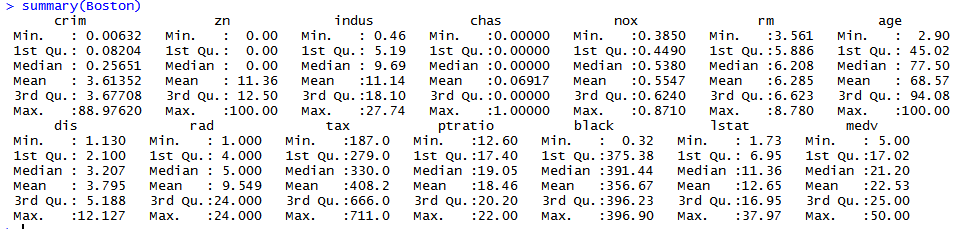 > summary(Boston)
crim zn indus chas nox rm age
Min. : 0.00632 Min. : 0.00 Min. : 0.46 Min. :0.00000 Min. :0.3850 Min. :3.561 Min. : 2.90
1st Qu.: 0.08204 1st Qu.: 0.00 1st Qu.: 5.19 1st Qu.:0.00000 1st Qu.:0.4490 1st Qu.:5.886 1st Qu.: 45.02
Median : 0.25651 Median : 0.00 Median : 9.69 Median :0.00000 Median :0.5380 Median :6.208 Median : 77.50
Mean : 3.61352 Mean : 11.36 Mean :11.14 Mean :0.06917 Mean :0.5547 Mean :6.285 Mean : 68.57
3rd Qu.: 3.67708 3rd Qu.: 12.50 3rd Qu.:18.10 3rd Qu.:0.00000 3rd Qu.:0.6240 3rd Qu.:6.623 3rd Qu.: 94.08
Max. :88.97620 Max. :100.00 Max. :27.74 Max. :1.00000 Max. :0.8710 Max. :8.780 Max. :100.00
dis rad tax ptratio black lstat medv
Min. : 1.130 Min. : 1.000 Min. :187.0 Min. :12.60 Min. : 0.32 Min. : 1.73 Min. : 5.00
1st Qu.: 2.100 1st Qu.: 4.000 1st Qu.:279.0 1st Qu.:17.40 1st Qu.:375.38 1st Qu.: 6.95 1st Qu.:17.02
Median : 3.207 Median : 5.000 Median :330.0 Median :19.05 Median :391.44 Median :11.36 Median :21.20
Mean : 3.795 Mean : 9.549 Mean :408.2 Mean :18.46 Mean :356.67 Mean :12.65 Mean :22.53
3rd Qu.: 5.188 3rd Qu.:24.000 3rd Qu.:666.0 3rd Qu.:20.20 3rd Qu.:396.23 3rd Qu.:16.95 3rd Qu.:25.00
Max. :12.127 Max. :24.000 Max. :711.0 Max. :22.00 Max. :396.90 Max. :37.97 Max. :50.00